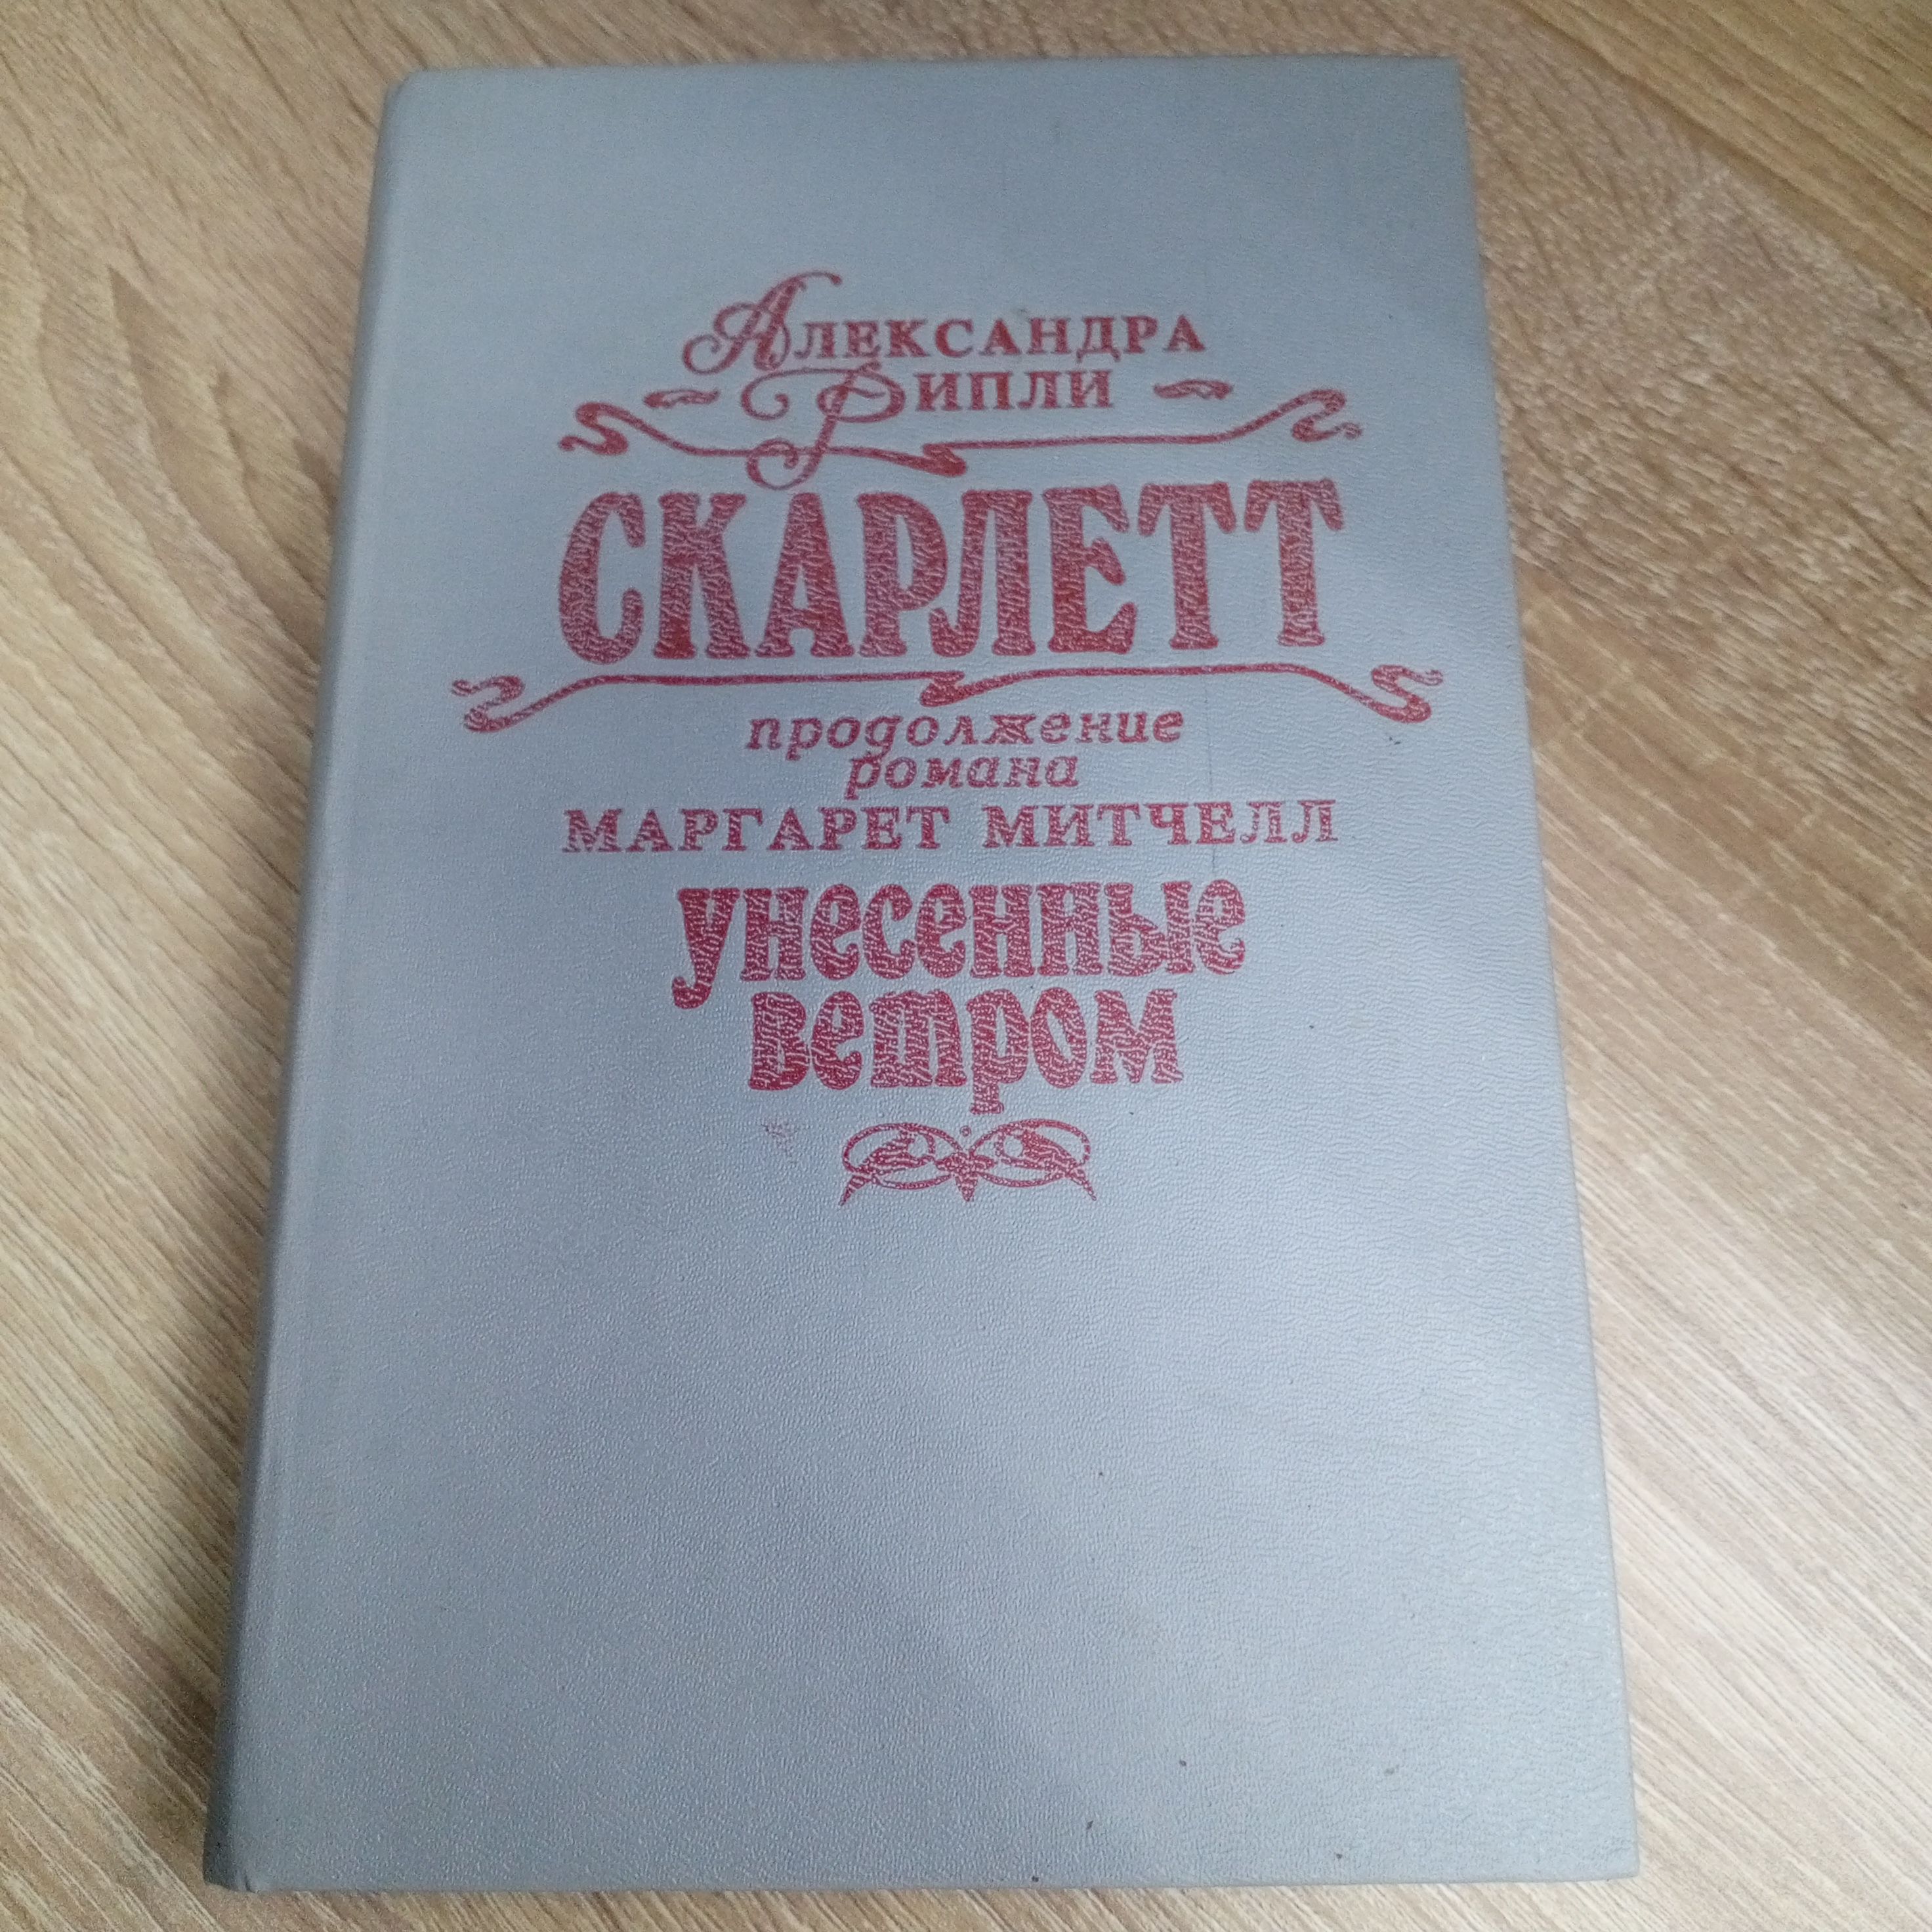 Александра
Рипли
СКАРЛЕТТ
продолжение
романа
МАРГАРЕТ МИТЧЕЛЛ
унесенные
ветром